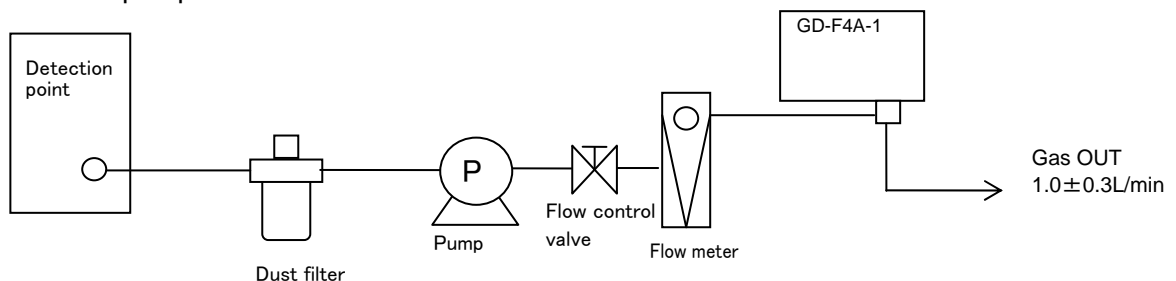 GD-F4A-1
Detection
point
P
Gas OUT
1.0±0.3L/min
Flow control
valve
Pump
Flow meter
Dust filter